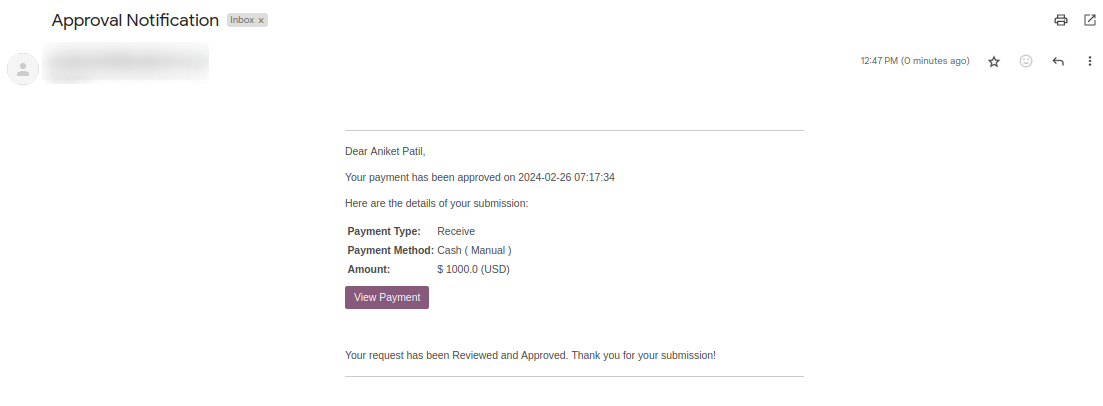 Approval Notification Inbox ×
12:47 PM (0 minutes ago)
Dear Aniket Patil,
Your payment has been approved on 2024-02-26 07:17:34
Here are the details of your submission:
Payment Type: Receive
Payment Method: Cash ( Manual )
Amount: $ 1000.0 (USD)
View Payment
Your request has been Reviewed and Approved. Thank you for your submission!